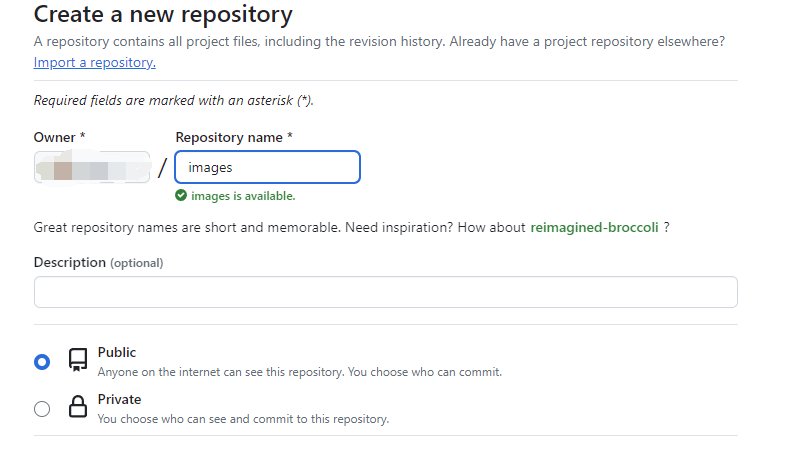 Create a new repository
A repository contains all project files, including the revision history. Already have a project repository elsewhere?
Import a repository.
Required fields are marked with an asterisk (*).
Owner * Repository name *
/ images
images is available.
Great repository names are short and memorable. Need inspiration? How about reimagined-broccoli ?
Description (optional)
Public
Anyone on the internet can see this repository. You choose who can commit.
Private
You choose who can see and commit to this repository.